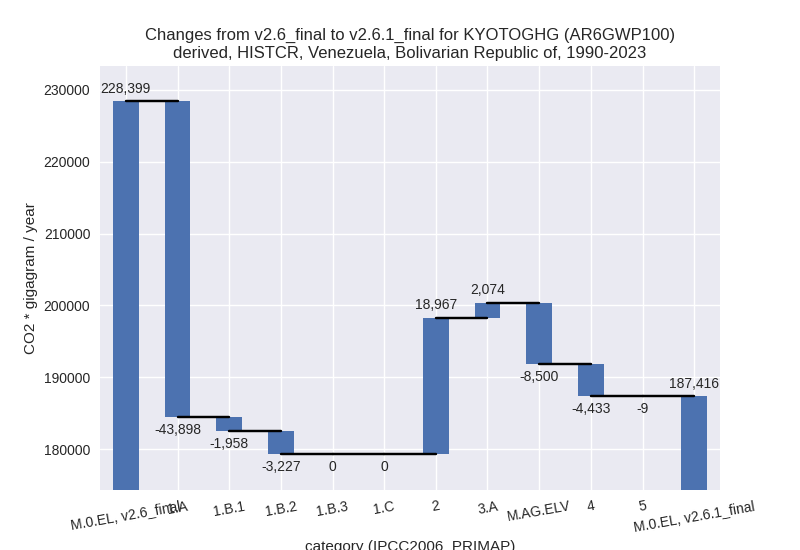 Changes from v2.6_final to v2.6.1_final for KYOTOGHG (AR6GWP100)
derived, HISTCR, Venezuela, Bolivarian Republic of, 1990-2023
CO2 * gigagram / year
230000
220000
210000
200000
190000
180000
228,399
-43,898
-1,958
-3,227
0
0
18,967
2,074
-8,500
-4,433
-9
187,416
M.0.EL, v2.6_final
1.A
1.B.1
1.B.2
1.B.3
1.C
2
3.A
M.AG.ELV
4
5
M.0.EL, v2.6.1_final
category (IPCC2006_PRIMAP)